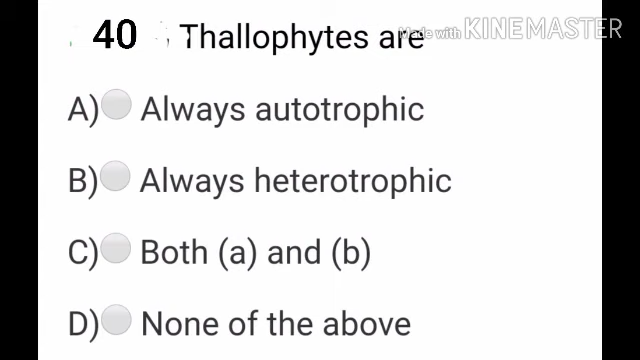 40 Thallophytes are
Made with KINEMASTER
A) Always autotrophic
B) Always heterotrophic
C) Both (a) and (b)
D) None of the above